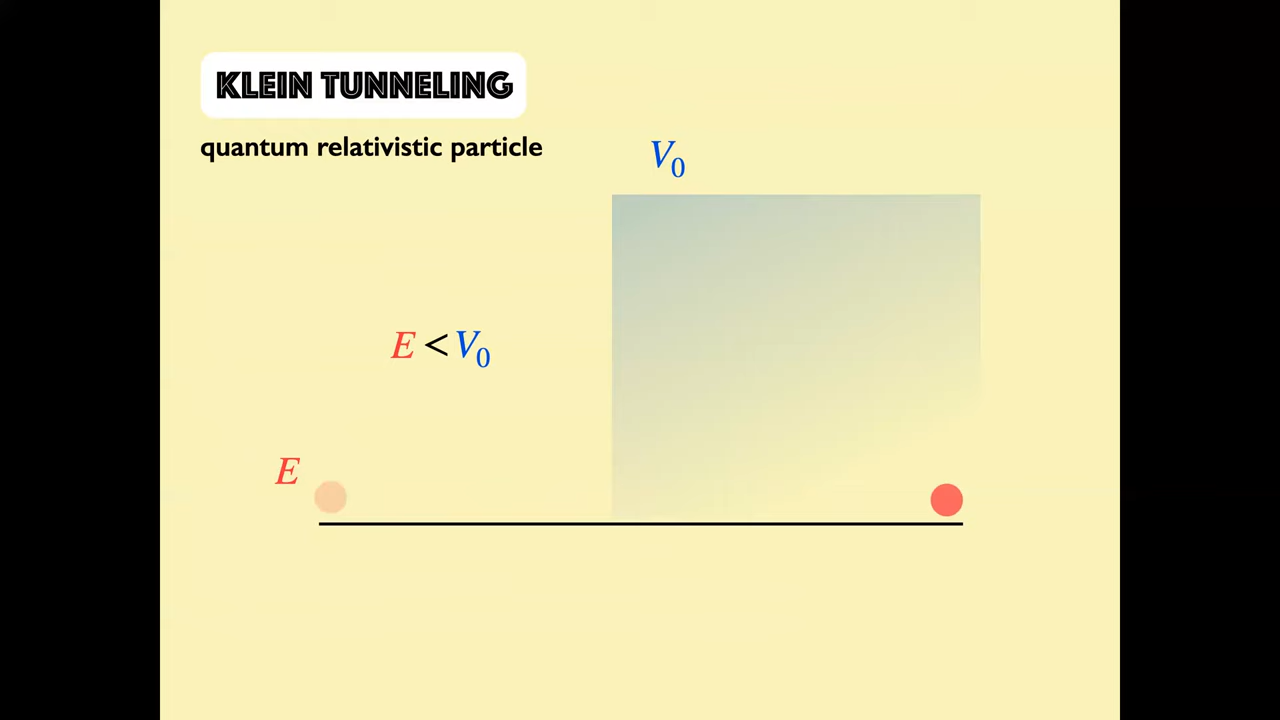 KLEIN TUNNELING
quantum relativistic particle
V₀
E < V₀
E